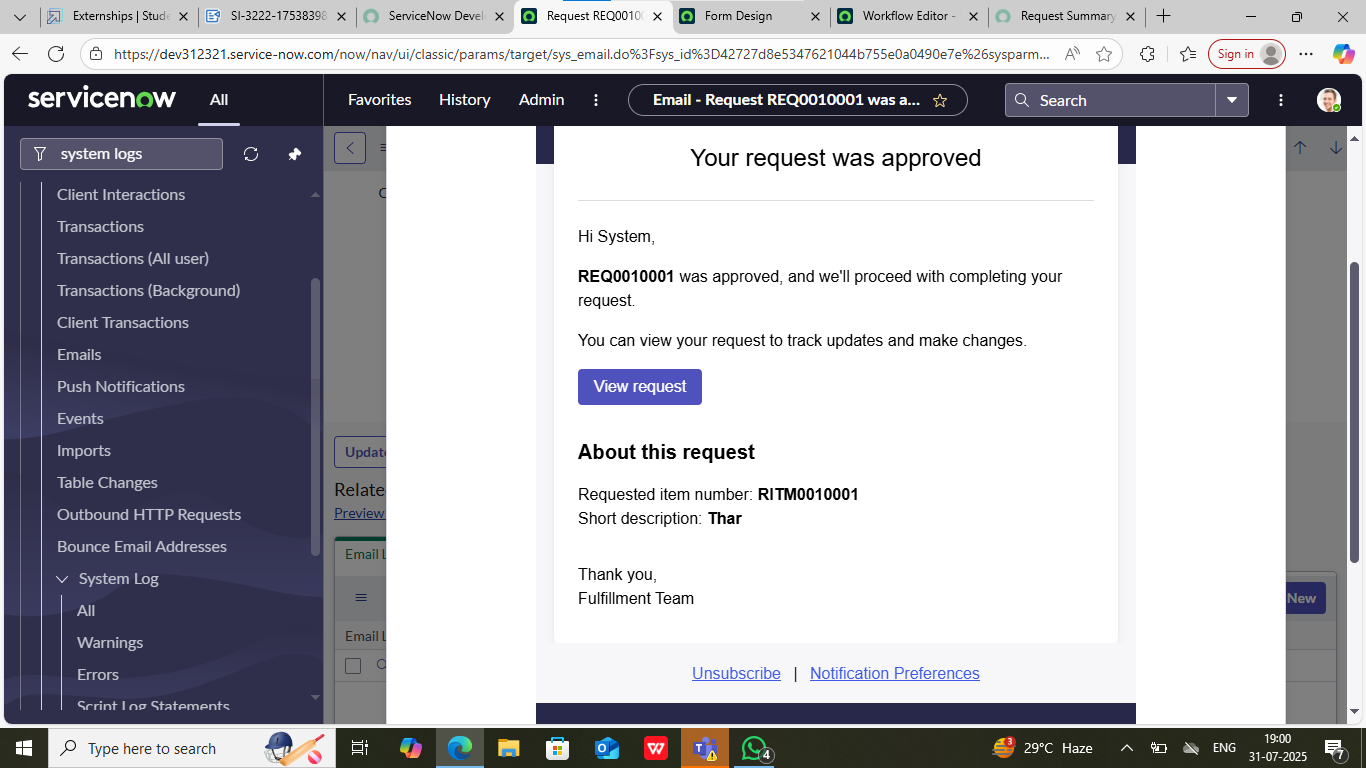 Externships | Stude
SI-3222-17538398
ServiceNow Devel
Request REQ0010
Form Design
Workflow Editor -
Request Summary
https://dev312321.service-now.com/now/nav/ui/classic/params/target/sys_email.do%3Fsys_id%3D42727d8e5347621044b755e0a0490e7e%26sysparm...
Sign in
servicenow
All
Favorites
History
Admin
Email - Request REQ0010001 was a...
Search
system logs
Client Interactions
Transactions
Transactions (All user)
Transactions (Background)
Client Transactions
Emails
Push Notifications
Events
Imports
Table Changes
Outbound HTTP Requests
Bounce Email Addresses
System Log
All
Warnings
Errors
Script Log Statements
Update
Relate
Preview
Email L
Email L
New
Your request was approved
Hi System,
REQ0010001 was approved, and we'll proceed with completing your
request.
You can view your request to track updates and make changes.
View request
About this request
Requested item number: RITM0010001
Short description: Thar
Thank you,
Fulfillment Team
Unsubscribe | Notification Preferences
Type here to search
4
3
29°C Haze
ENG
19:00
31-07-2025
7